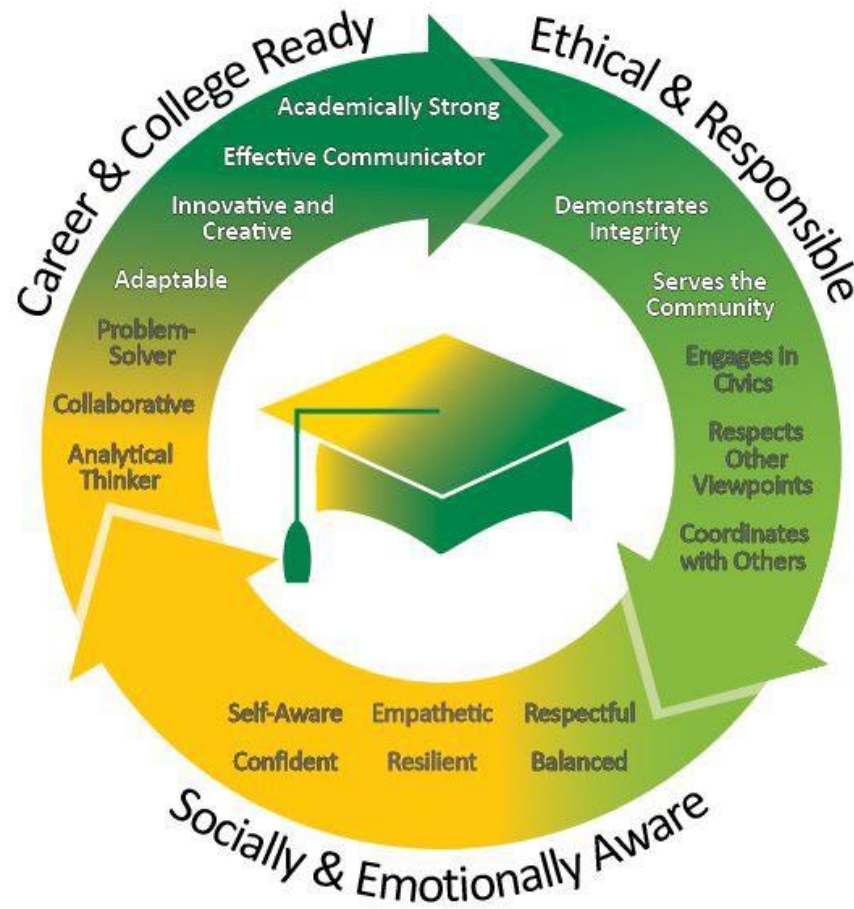 Career & College Ready
Academically Strong
Effective Communicator
Innovative and
Creative
Adaptable
Problem-
Solver
Collaborative
Analytical
Thinker
Ethical & Responsible
Demonstrates
Integrity
Serves the
Community
Engages in
Civics
Respects
Other
Viewpoints
Coordinates
with Others
Self-Aware Empathetic Respectful
Confident Resilient Balanced
Socially & Emotionally Aware